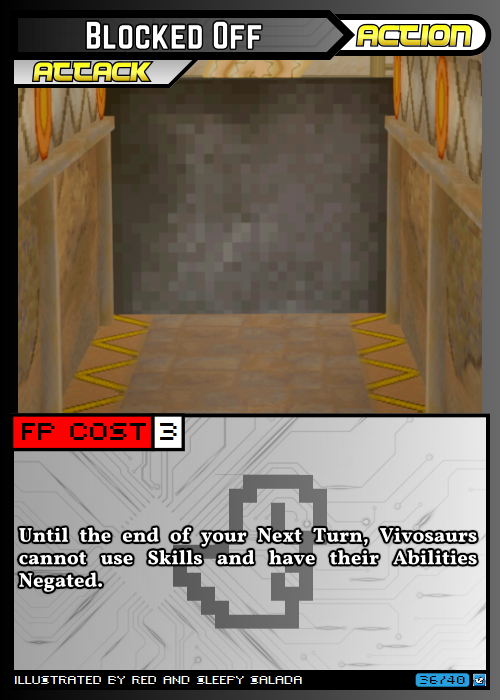 Blocked Off
ACTION
ATTACK
FP COST 3
Until the end of your Next Turn, Vivosaurs
cannot use Skills and have their Abilities
Negated.
ILLUSTRATED BY RED AND SLEEPY SALADA
36/40